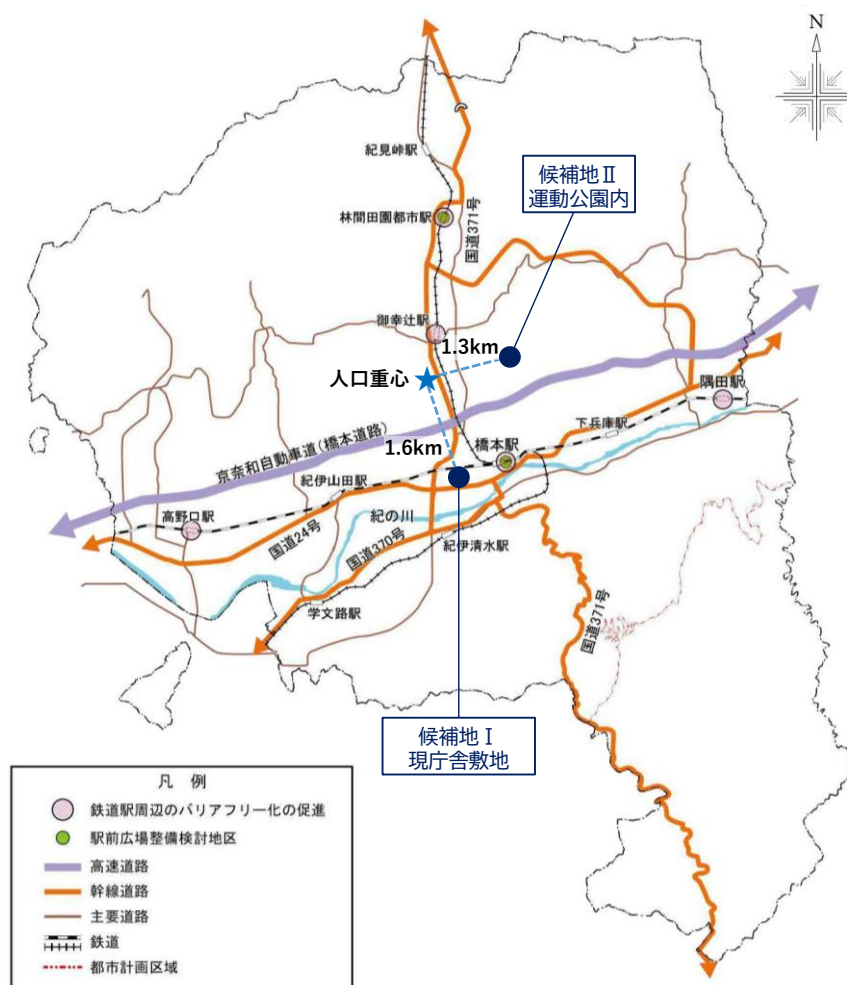 N
紀見峠駅
候補地Ⅱ
運動公園内
林間田園都市駅
国道371号
御幸辻駅
1.3km
人口重心
隅田駅
下兵庫駅
京奈和自動車道(橋本道路)
1.6km
橋本駅
紀伊山田駅
高野口駅
紀の川
国道24号
国道370号
紀伊清水駅
学文路駅
国道371号
候補地Ⅰ
現庁舎敷地
凡 例
鉄道駅周辺のバリアフリー化の促進
駅前広場整備検討地区
高速道路
幹線道路
主要道路
鉄道
都市計画区域